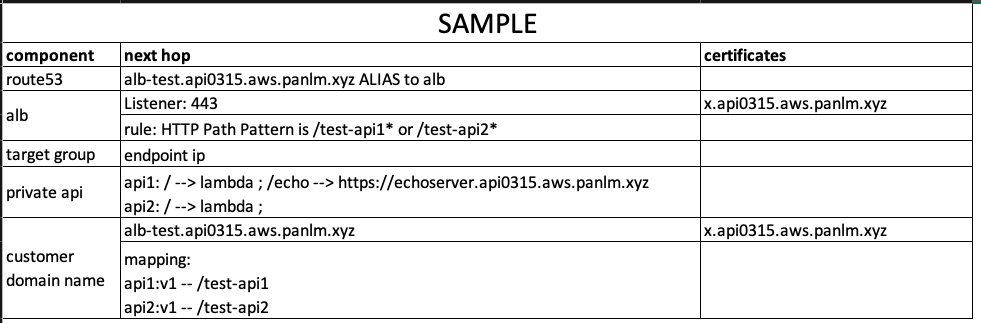 SAMPLE
component next hop certificates
route53 alb-test.api0315.aws.panlm.xyz ALIAS to alb
alb Listener: 443 x.api0315.aws.panlm.xyz
rule: HTTP Path Pattern is /test-api1* or /test-api2*
target group endpoint ip
private api api1: / --> lambda ; /echo --> https://echoserver.api0315.aws.panlm.xyz
api2: / --> lambda ;
customer domain name alb-test.api0315.aws.panlm.xyz x.api0315.aws.panlm.xyz
mapping:
api1:v1 -- /test-api1
api2:v1 -- /test-api2